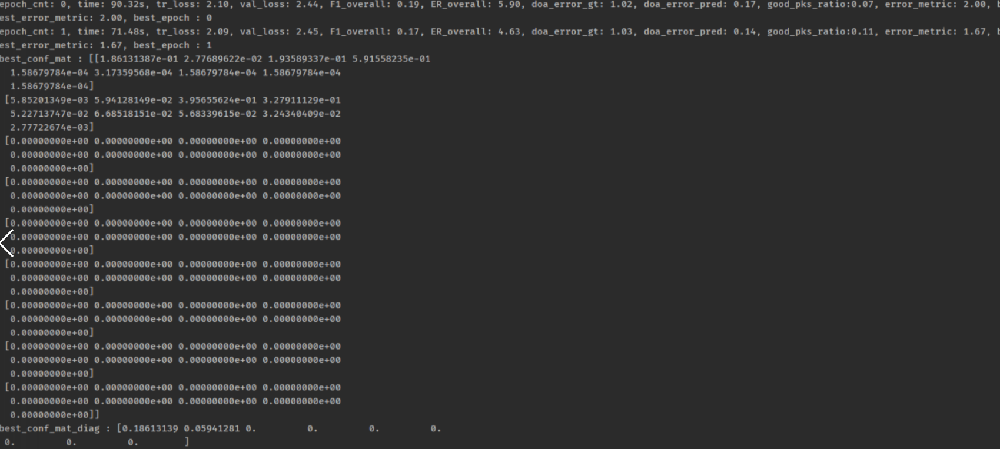 epoch_cnt: 0, time: 90.32s, tr_loss: 2.10, val_loss: 2.44, F1_overall: 0.19, ER_overall: 5.90, doa_error_gt: 1.02, doa_error_pred: 0.17, good_pks_ratio:0.07, error_metric: 2.00, b
est_error_metric: 2.00, best_epoch : 0
epoch_cnt: 1, time: 71.48s, tr_loss: 2.09, val_loss: 2.45, F1_overall: 0.17, ER_overall: 4.63, doa_error_gt: 1.03, doa_error_pred: 0.14, good_pks_ratio:0.11, error_metric: 1.67, b
est_error_metric: 1.67, best_epoch : 1
best_conf_mat : [[1.86131387e-01 2.77689622e-02 1.93589337e-01 5.91558235e-01
1.58679784e-04 3.17359568e-04 1.58679784e-04 1.58679784e-04
1.58679784e-04]
[5.85201349e-03 5.94128149e-02 3.95655624e-01 3.27911129e-01
5.22713747e-02 6.68518151e-02 5.68339615e-02 3.24340409e-02
2.77722674e-03]
[0.00000000e+00 0.00000000e+00 0.00000000e+00 0.00000000e+00
0.00000000e+00 0.00000000e+00 0.00000000e+00 0.00000000e+00
0.00000000e+00]
[0.00000000e+00 0.00000000e+00 0.00000000e+00 0.00000000e+00
0.00000000e+00 0.00000000e+00 0.00000000e+00 0.00000000e+00
0.00000000e+00]
[0.00000000e+00 0.00000000e+00 0.00000000e+00 0.00000000e+00
0.00000000e+00 0.00000000e+00 0.00000000e+00 0.00000000e+00
0.00000000e+00]
[0.00000000e+00 0.00000000e+00 0.00000000e+00 0.00000000e+00
0.00000000e+00 0.00000000e+00 0.00000000e+00 0.00000000e+00
0.00000000e+00]
[0.00000000e+00 0.00000000e+00 0.00000000e+00 0.00000000e+00
0.00000000e+00 0.00000000e+00 0.00000000e+00 0.00000000e+00
0.00000000e+00]
[0.00000000e+00 0.00000000e+00 0.00000000e+00 0.00000000e+00
0.00000000e+00 0.00000000e+00 0.00000000e+00 0.00000000e+00
0.00000000e+00]
[0.00000000e+00 0.00000000e+00 0.00000000e+00 0.00000000e+00
0.00000000e+00 0.00000000e+00 0.00000000e+00 0.00000000e+00
0.00000000e+00]]
best_conf_mat_diag : [0.18613139 0.05941281 0. 0. 0. 0.
0. 0. 0. ]